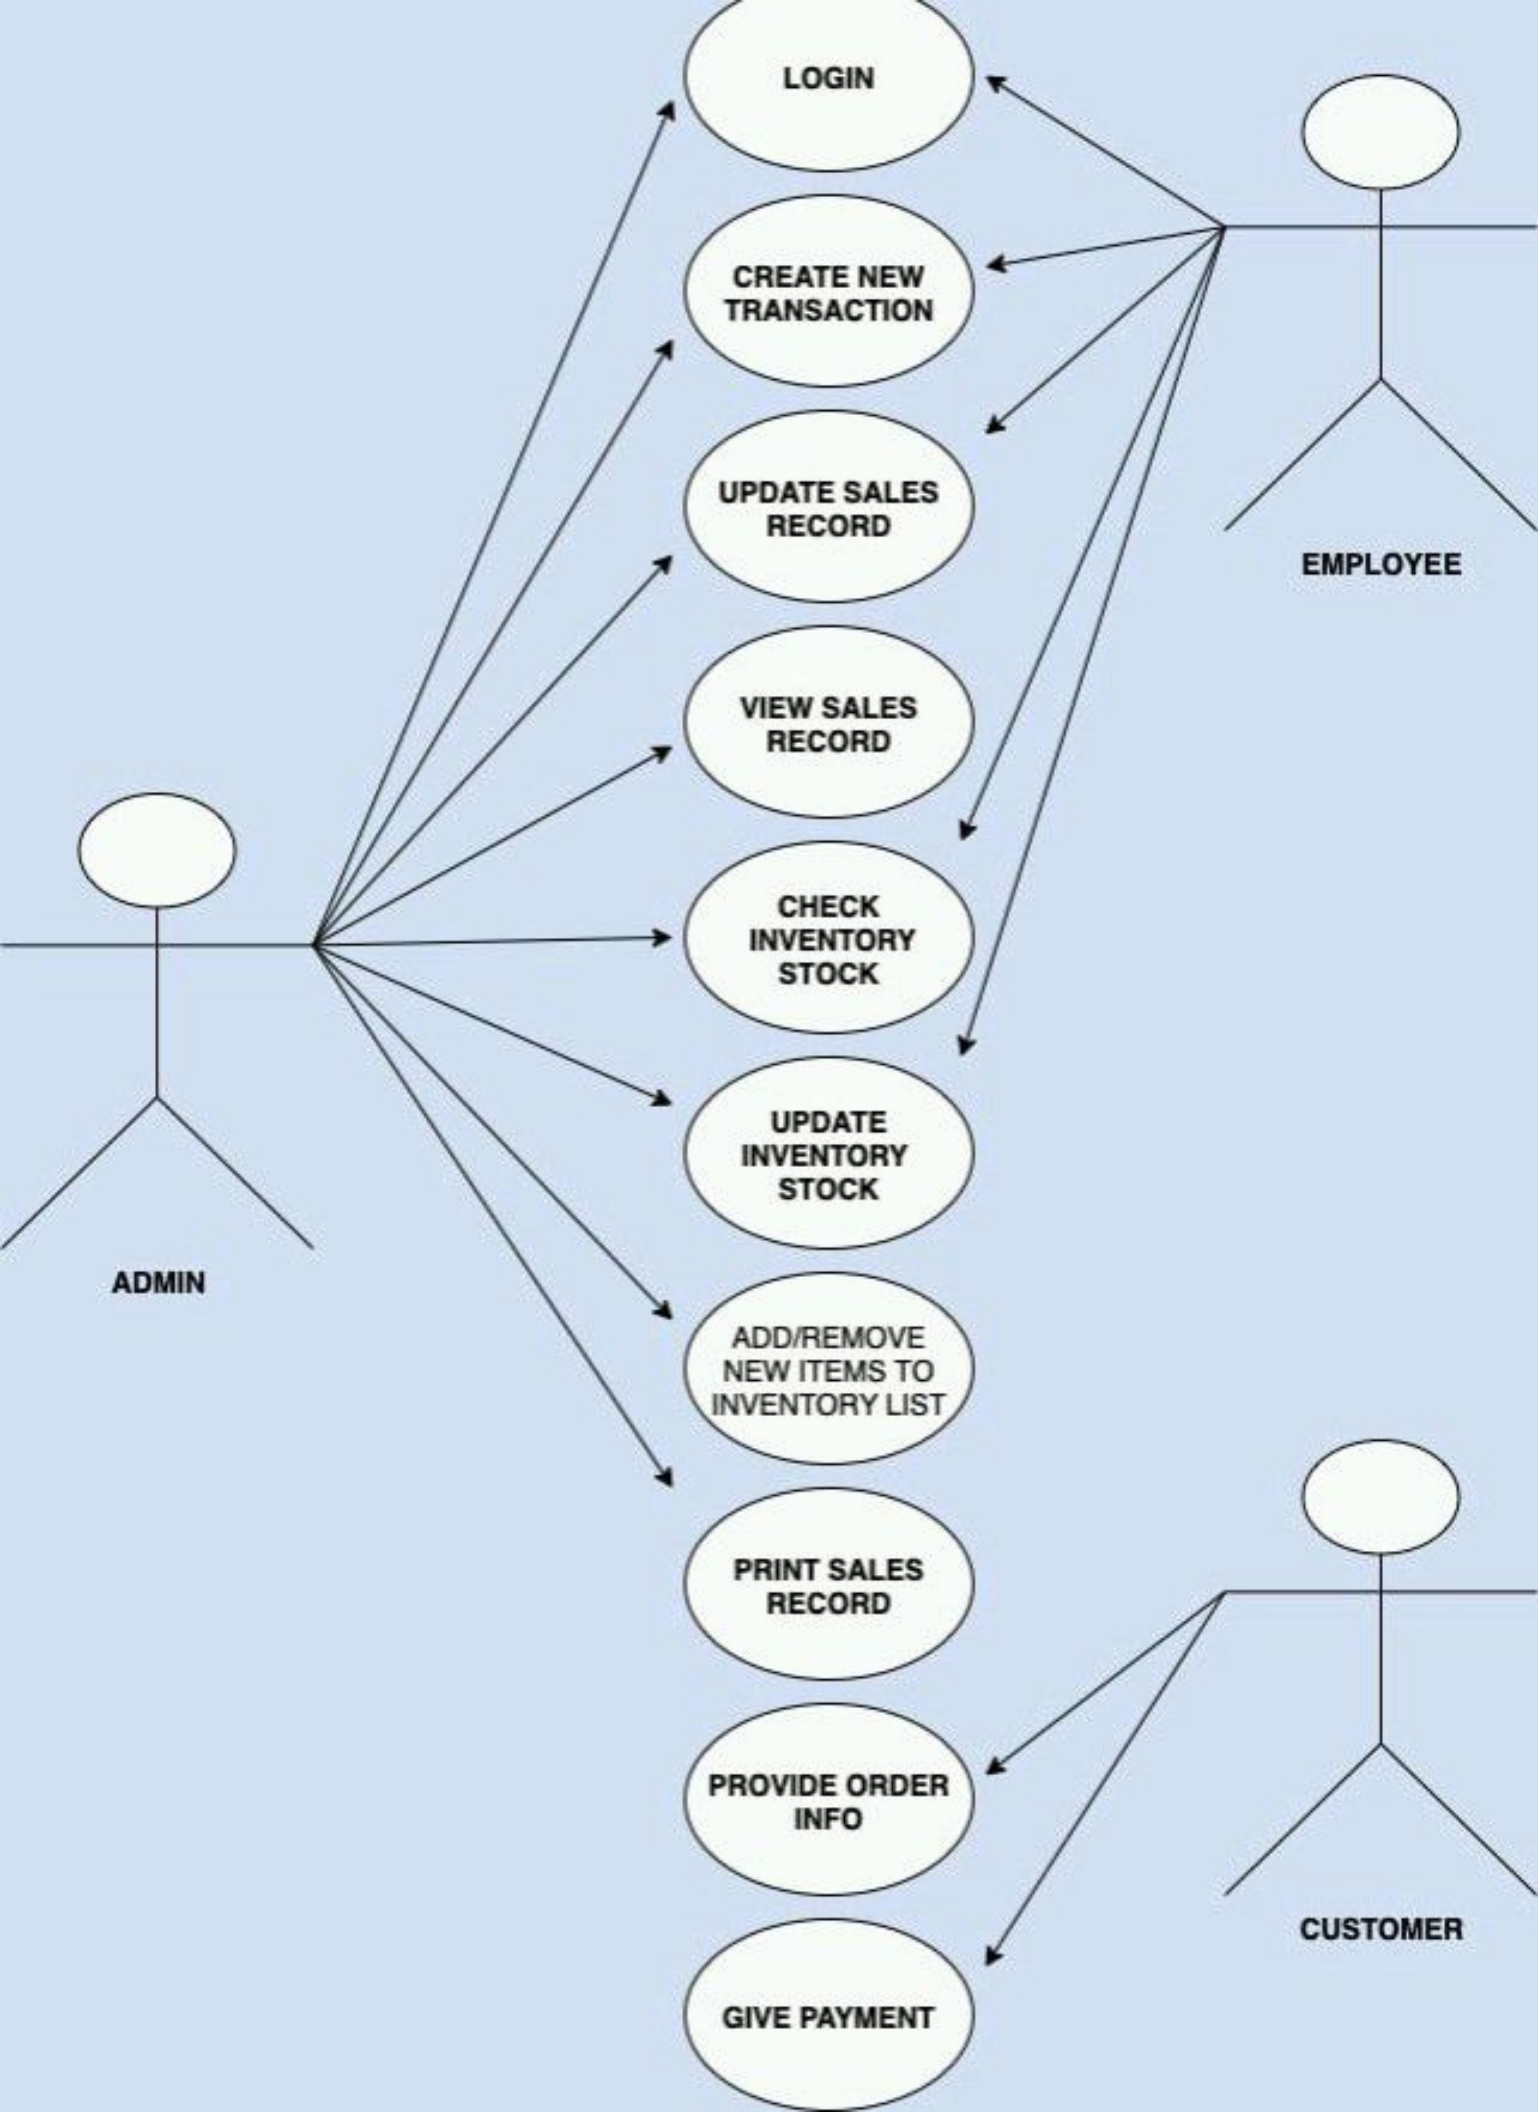 LOGIN
CREATE NEW
TRANSACTION
UPDATE SALES
RECORD
EMPLOYEE
VIEW SALES
RECORD
CHECK
INVENTORY
STOCK
UPDATE
INVENTORY
STOCK
ADMIN
ADD/REMOVE
NEW ITEMS TO
INVENTORY LIST
PRINT SALES
RECORD
PROVIDE ORDER
INFO
CUSTOMER
GIVE PAYMENT